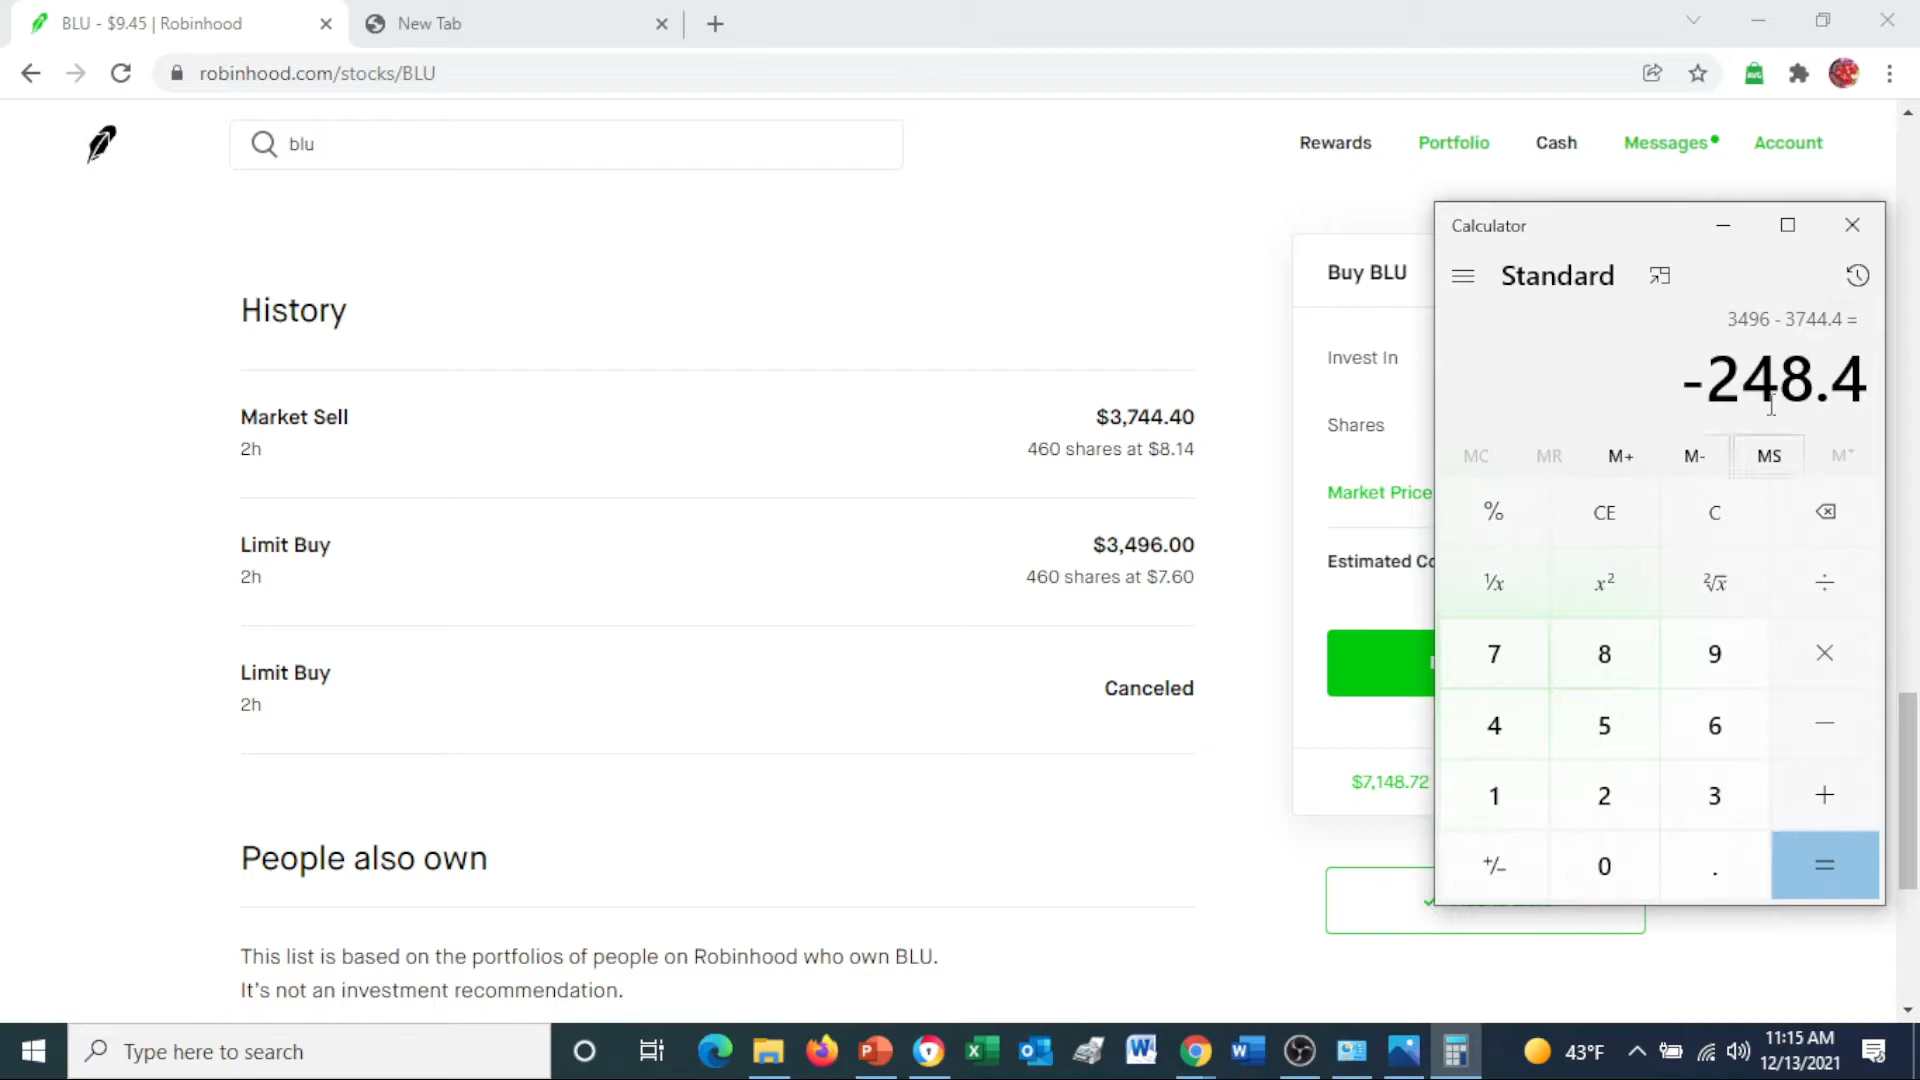 BLU - $9.45 | Robinhood
New Tab
robinhood.com/stocks/BLU
blu
Rewards
Portfolio
Cash
Messages
Account
History
Market Sell
$3,744.40
2h
460 shares at $8.14
Limit Buy
$3,496.00
2h
460 shares at $7.60
Limit Buy
2h
Canceled
People also own
This list is based on the portfolios of people on Robinhood who own BLU.
It's not an investment recommendation.
Buy BLU
Invest In
Shares
Market Price
Estimated Co
$7,148.72
Calculator
Standard
3496 - 3744.4 =
-248.4
MC MR M+ M- MS M˅
% CE C
¹/x x² ²√x ÷
7 8 9 ×
4 5 6 −
1 2 3 +
+/− 0 . =
Type here to search
43°F
11:15 AM
12/13/2021